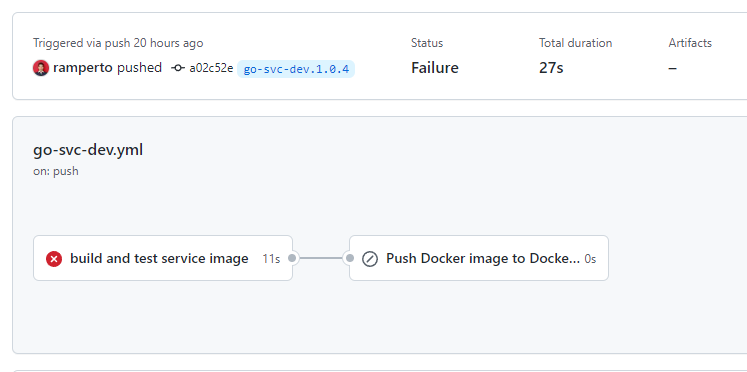 Triggered via push 20 hours ago
Status
Total duration
Artifacts
ramperto pushed a02c52e go-svc-dev.1.0.4
Failure
27s
–
go-svc-dev.yml
on: push
build and test service image 11s
Push Docker image to Docke... 0s